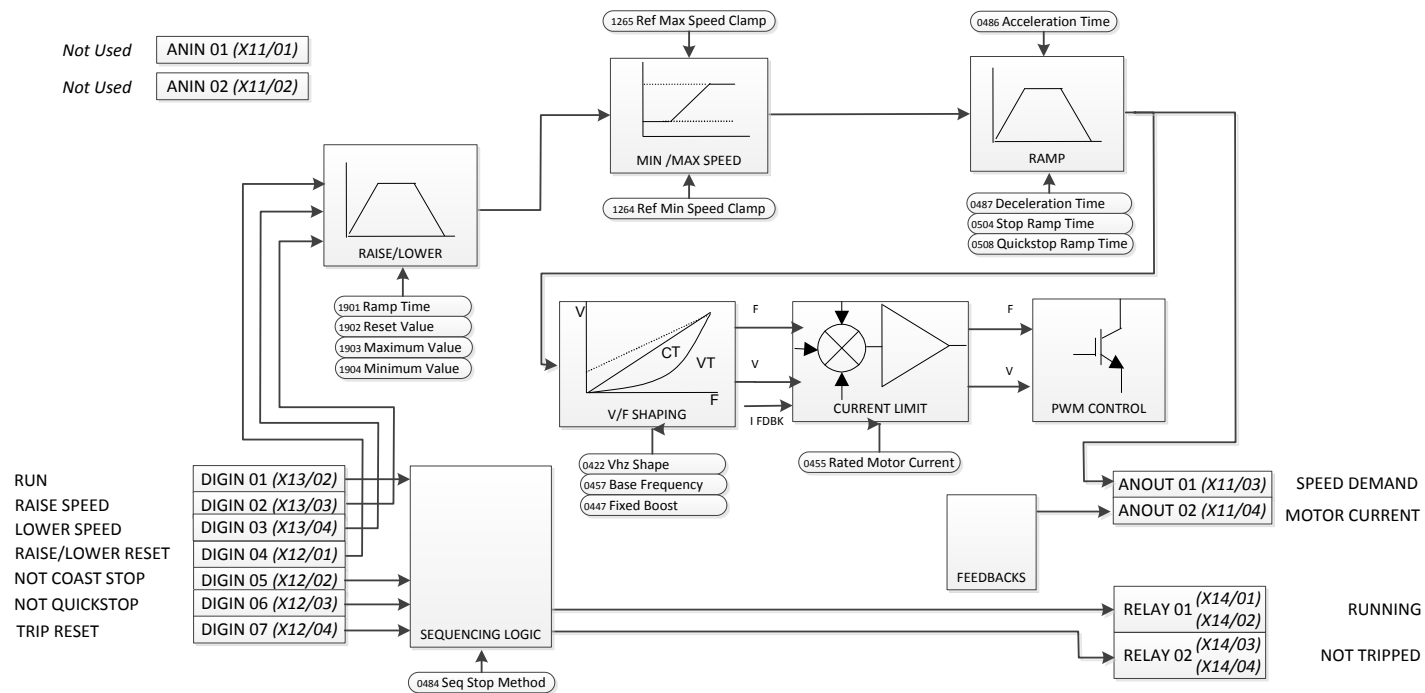 1265 Ref Max Speed Clamp
0486 Acceleration Time
Not Used
ANIN 01 (X11/01)
Not Used
ANIN 02 (X11/02)
MIN /MAX SPEED
RAMP
1264 Ref Min Speed Clamp
0487 Deceleration Time
0504 Stop Ramp Time
0508 Quickstop Ramp Time
RAISE/LOWER
1901 Ramp Time
1902 Reset Value
1903 Maximum Value
1904 Minimum Value
V
CT
VT
F
V/F SHAPING
F
V
I FDBK
CURRENT LIMIT
F
V
PWM CONTROL
0422 Vhz Shape
0457 Base Frequency
0447 Fixed Boost
0455 Rated Motor Current
RUN
DIGIN 01 (X13/02)
RAISE SPEED
DIGIN 02 (X13/03)
LOWER SPEED
DIGIN 03 (X13/04)
RAISE/LOWER RESET
DIGIN 04 (X12/01)
NOT COAST STOP
DIGIN 05 (X12/02)
NOT QUICKSTOP
DIGIN 06 (X12/03)
TRIP RESET
DIGIN 07 (X12/04)
SEQUENCING LOGIC
0484 Seq Stop Method
FEEDBACKS
ANOUT 01 (X11/03)
SPEED DEMAND
ANOUT 02 (X11/04)
MOTOR CURRENT
RELAY 01 (X14/01)
(X14/02)
RUNNING
RELAY 02 (X14/03)
(X14/04)
NOT TRIPPED